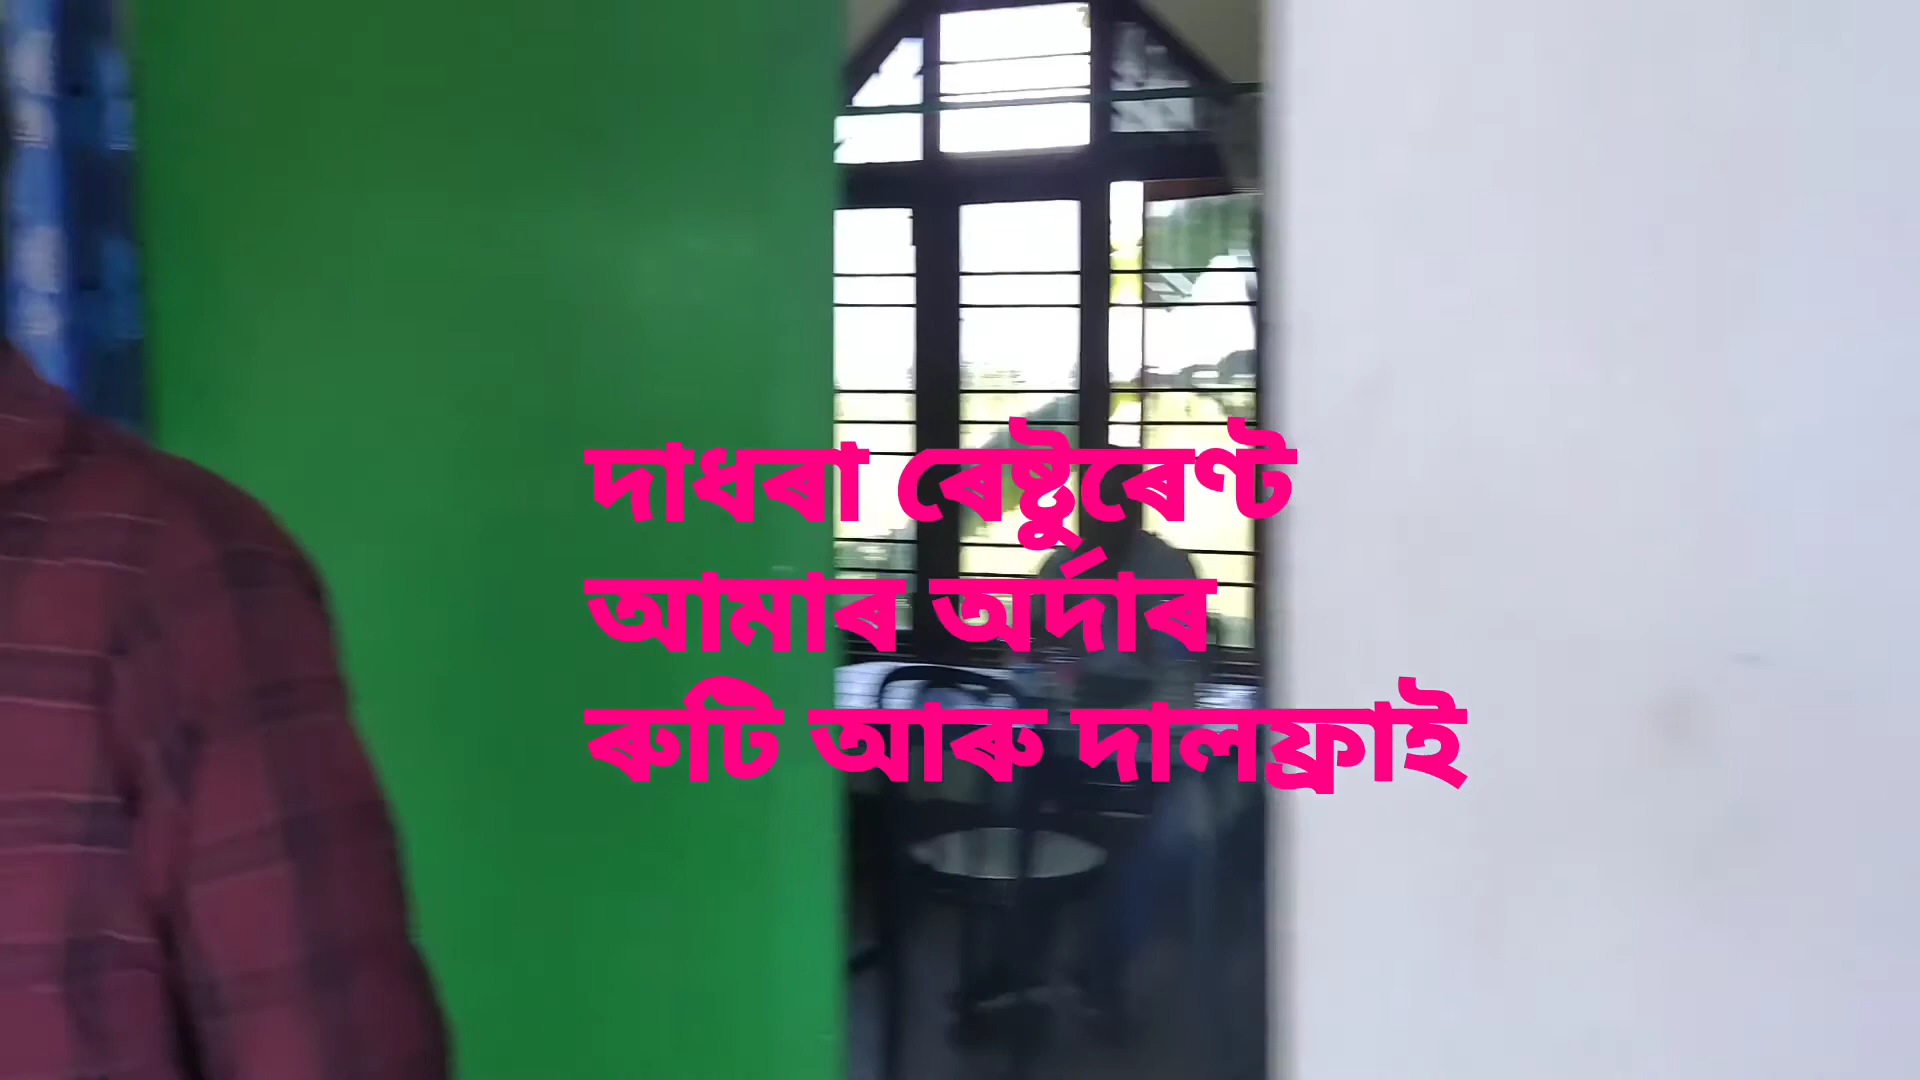 দাধৰা ৰেষ্টুৰেণ্ট
আমাৰ অৰ্দাৰ
ৰুটি আৰু দালফ্ৰাই